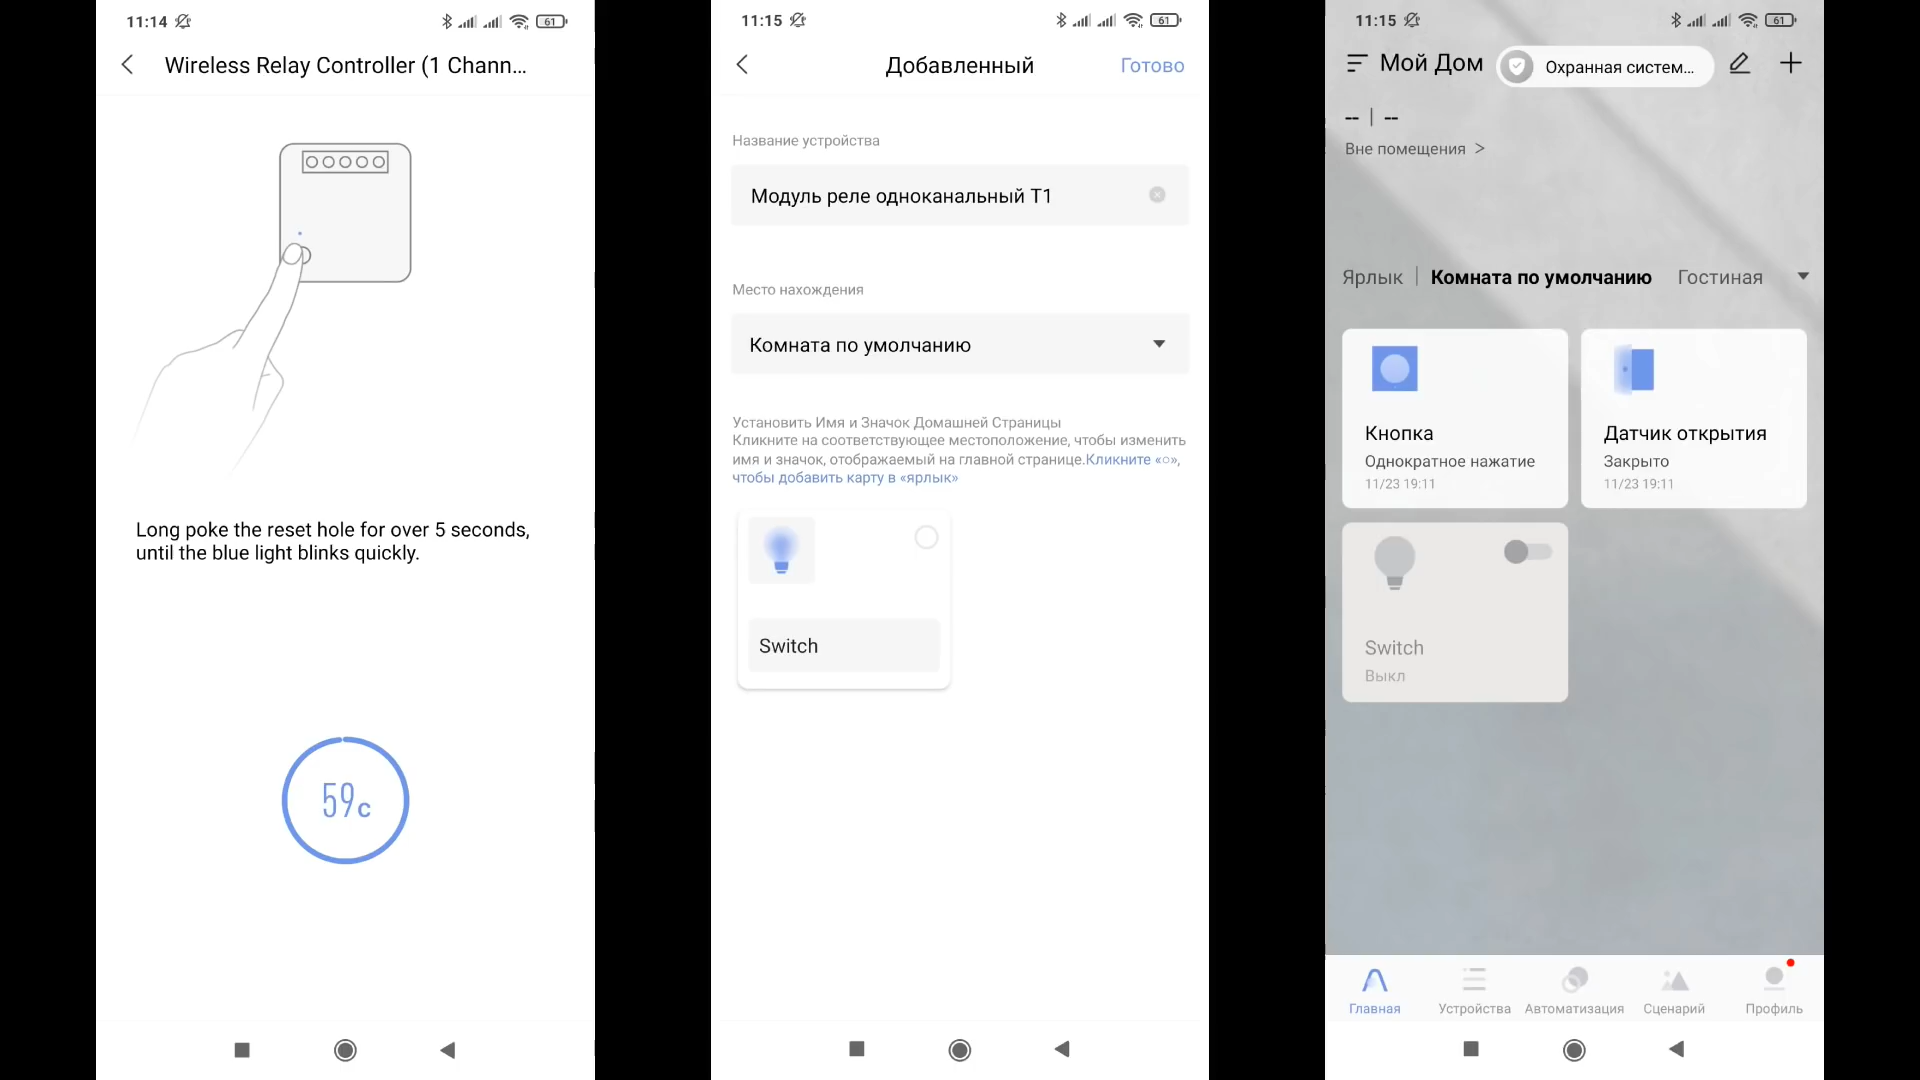 11:14
61
Wireless Relay Controller (1 Chann...
Long poke the reset hole for over 5 seconds,
until the blue light blinks quickly.
59с
11:15
61
Добавленный
Готово
Название устройства
Модуль реле одноканальный T1
Место нахождения
Комната по умолчанию
Установить Имя и Значок Домашней Страницы
Кликните на соответствующее местоположение, чтобы изменить
имя и значок, отображаемый на главной странице.Кликните «○»,
чтобы добавить карту в «ярлык»
Switch
11:15
61
Мой Дом
Охранная систем...
-- | --
Вне помещения >
Ярлык | Комната по умолчанию Гостиная
Кнопка
Однократное нажатие
11/23 19:11
Датчик открытия
Закрыто
11/23 19:11
Switch
Выкл
Главная Устройства Автоматизация Сценарий Профиль